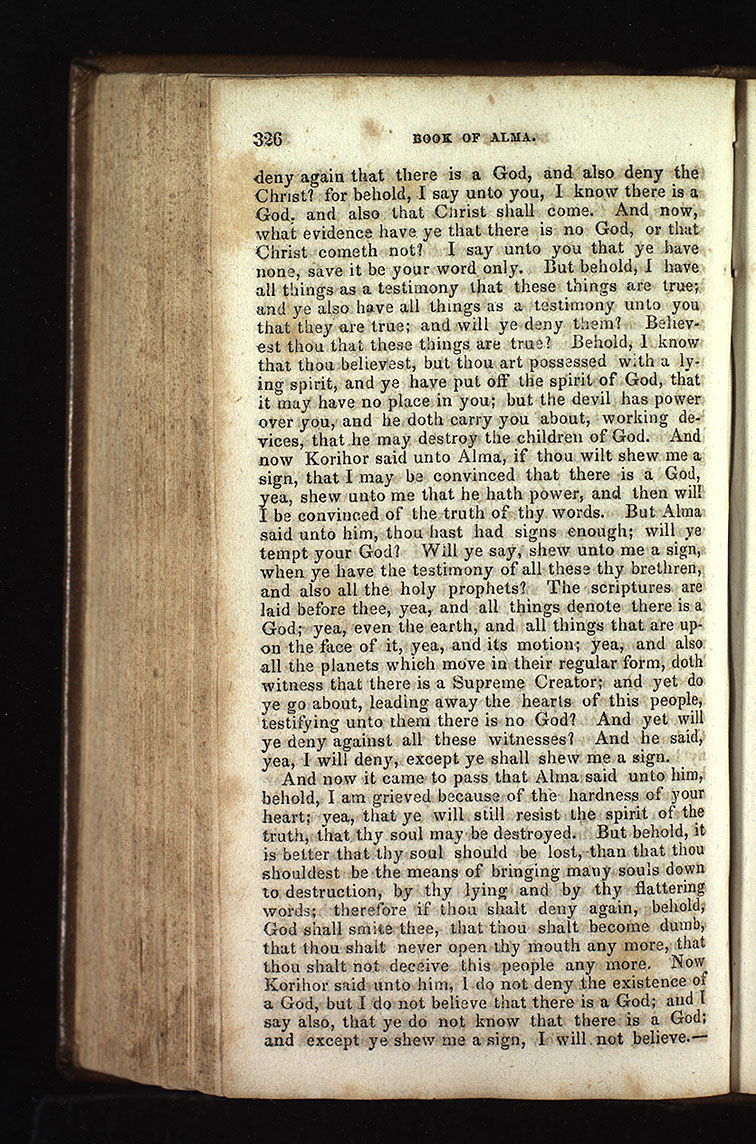 326 BOOK OF ALMA.
deny again that there is a God, and also deny the
Christ? for behold, I say unto you, I know there is a
God, and also that Christ shall come. And now,
what evidence have ye that there is no God, or that
Christ cometh not? I say unto you that ye have
none, save it be your word only. But behold, I have
all things as a testimony that these things are true;
and ye also have all things as a testimony unto you
that they are true; and will ye deny them? Believ-
est thou that these things are true? Behold, I know
that thou believest, but thou art possessed with a ly-
ing spirit, and ye have put off the spirit of God, that
it may have no place in you; but the devil has power
over you, and he doth carry you about, working de-
vices, that he may destroy the children of God. And
now Korihor said unto Alma, if thou wilt shew me a
sign, that I may be convinced that there is a God,
yea, shew unto me that he hath power, and then will
I be convinced of the truth of thy words. But Alma
said unto him, thou hast had signs enough; will ye
tempt your God? Will ye say, shew unto me a sign,
when ye have the testimony of all these thy brethren,
and also all the holy prophets? The scriptures are
laid before thee, yea, and all things denote there is a
God; yea, even the earth, and all things that are up-
on the face of it, yea, and its motion; yea, and also
all the planets which move in their regular form, doth
witness that there is a Supreme Creator; and yet do
ye go about, leading away the hearts of this people,
testifying unto them there is no God? And yet will
ye deny against all these witnesses? And he said,
yea, I will deny, except ye shall shew me a sign.
And now it came to pass that Alma said unto him,
behold, I am grieved because of the hardness of your
heart; yea, that ye will still resist the spirit of the
truth, that thy soul may be destroyed. But behold, it
is better that thy soul should be lost, than that thou
shouldest be the means of bringing many souls down
to destruction, by thy lying and by thy flattering
words; therefore if thou shalt deny again, behold,
God shall smite thee, that thou shalt become dumb,
that thou shalt never open thy mouth any more, that
thou shalt not deceive this people any more. Now
Korihor said unto him, I do not deny the existence of
a God, but I do not believe that there is a God; and I
say also, that ye do not know that there is a God;
and except ye shew me a sign, I will not believe.—